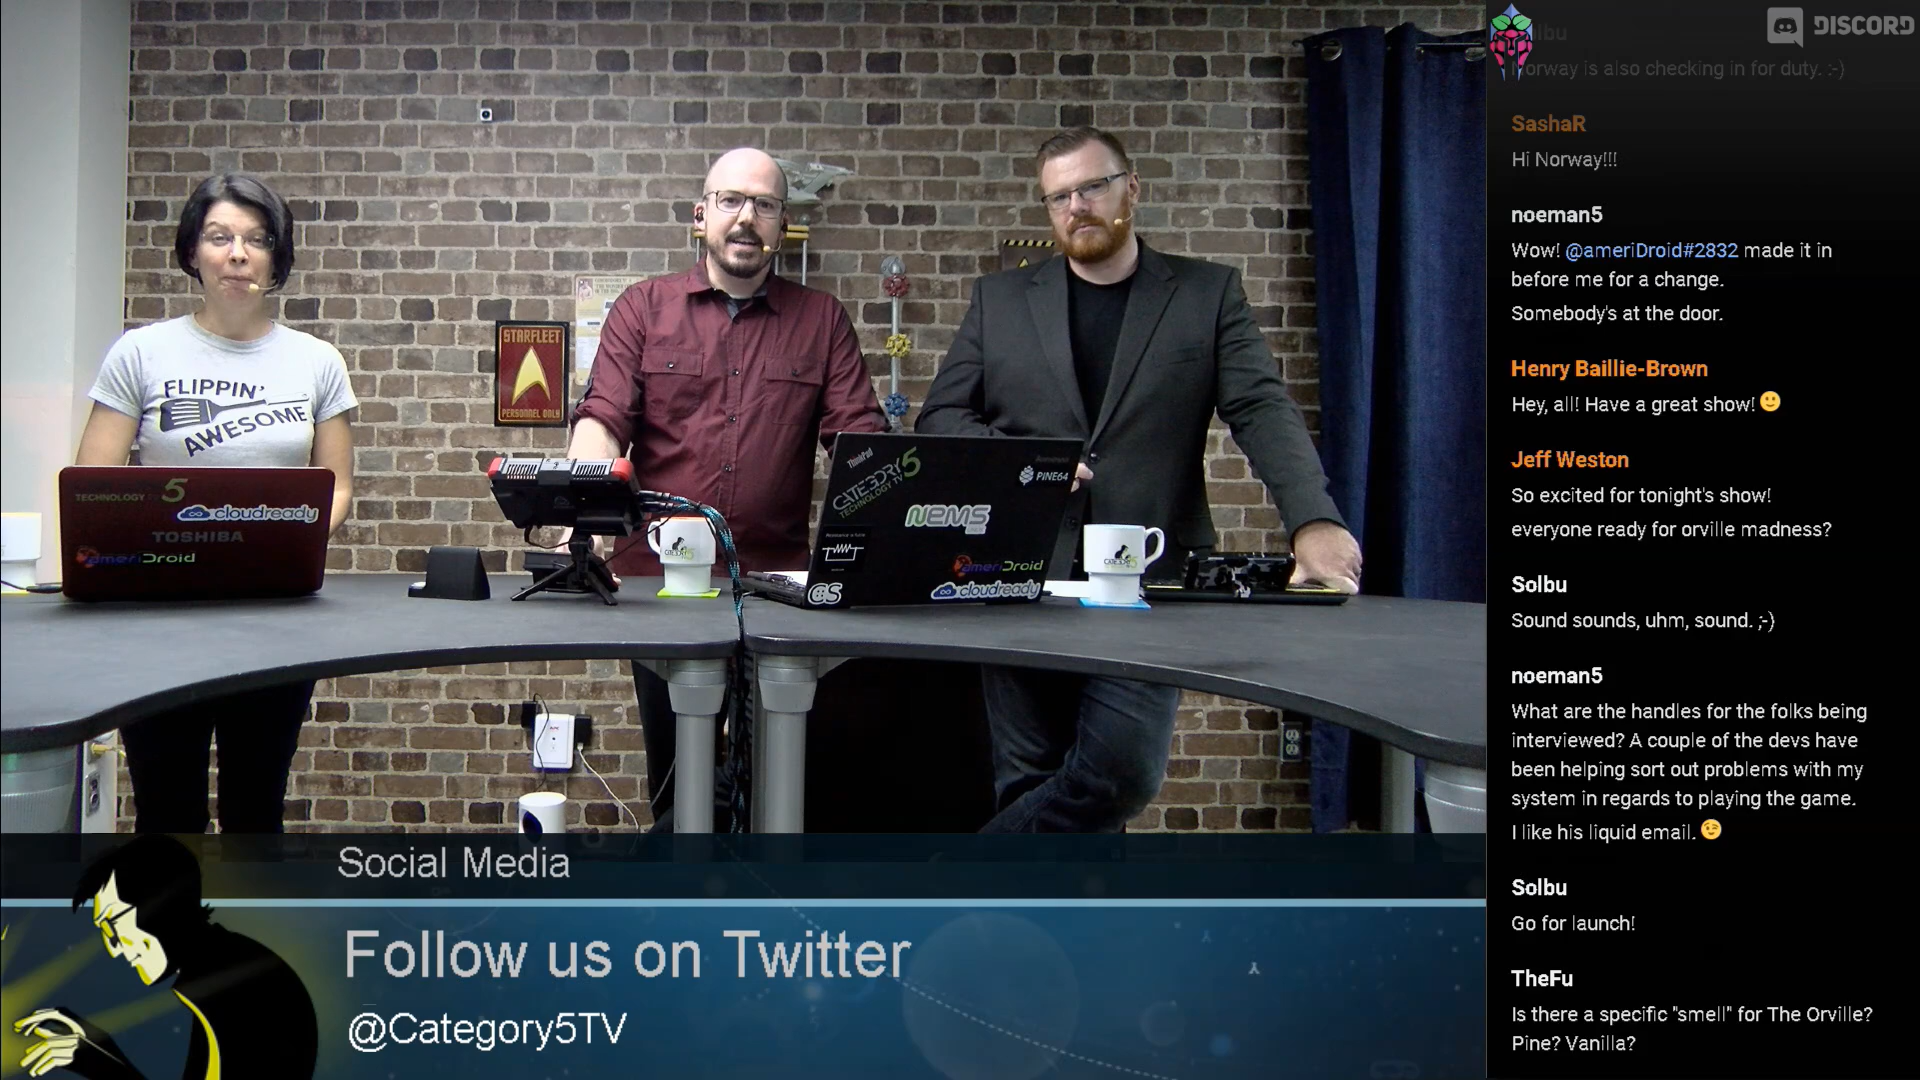 STARFLEET
PERSONNEL ONLY
FLIPPIN'
AWESOME
TECHNOLOGY TV 5
cloudready
TOSHIBA
ameriDroid
ThinkPad
CATEGORY 5
TECHNOLOGY TV
PINE64
NEMS
ameriDroid
cloudready
Social Media
Follow us on Twitter
@Category5TV
DISCORD
Norway is also checking in for duty. :-)
SashaR
Hi Norway!!!
noeman5
Wow! @ameriDroid#2832 made it in
before me for a change.
Somebody's at the door.
Henry Baillie-Brown
Hey, all! Have a great show! 🙂
Jeff Weston
So excited for tonight's show!
everyone ready for orville madness?
Solbu
Sound sounds, uhm, sound. ;-)
noeman5
What are the handles for the folks being
interviewed? A couple of the devs have
been helping sort out problems with my
system in regards to playing the game.
I like his liquid email. 😉
Solbu
Go for launch!
TheFu
Is there a specific "smell" for The Orville?
Pine? Vanilla?